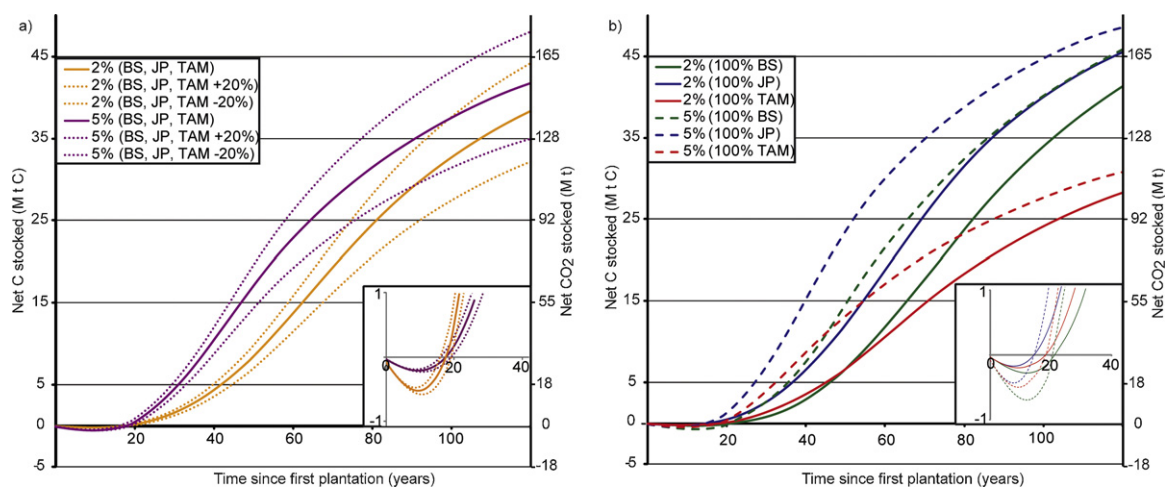 a)
Net C stocked (M t C)
45
35
25
15
5
0
-5
2% (BS, JP, TAM)
2% (BS, JP, TAM +20%)
2% (BS, JP, TAM -20%)
5% (BS, JP, TAM)
5% (BS, JP, TAM +20%)
5% (BS, JP, TAM -20%)
1
0
20
40
-1
20
40
60
80
100
Time since first plantation (years)
165
128
92
55
18
0
-18
Net CO2 stocked (M t)
b)
Net C stocked (M t C)
45
35
25
15
5
0
-5
2% (100% BS)
2% (100% JP)
2% (100% TAM)
5% (100% BS)
5% (100% JP)
5% (100% TAM)
1
0
20
40
-1
20
40
60
80
100
Time since first plantation (years)
165
128
92
55
18
0
-18
Net CO2 stocked (M t)